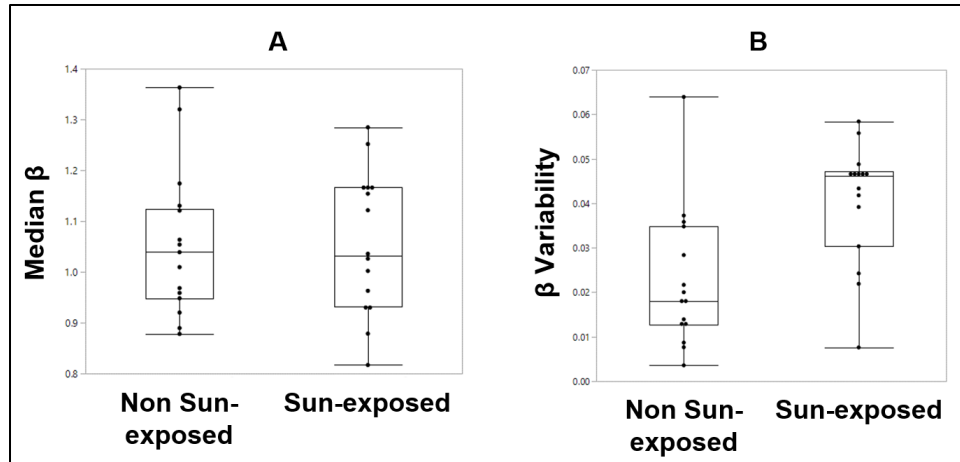 A
Median β
1.4
1.3
1.2
1.1
1.0
0.9
0.8
Non Sun-
exposed
Sun-exposed
B
β Variability
0.07
0.06
0.05
0.04
0.03
0.02
0.01
0.00
Non Sun-
exposed
Sun-exposed